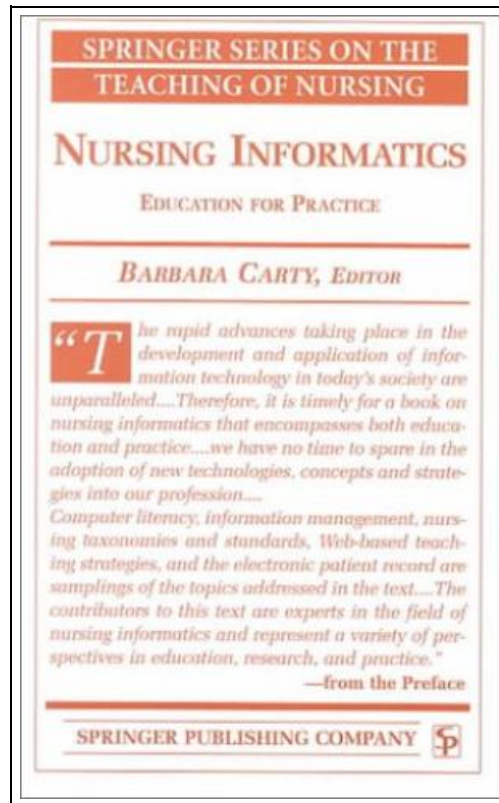 SPRINGER SERIES ON THE
TEACHING OF NURSING
NURSING INFORMATICS
EDUCATION FOR PRACTICE
BARBARA CARTY, EDITOR
“The rapid advances taking place in the
development and application of infor-
mation technology in today's society are
unparalleled....Therefore, it is timely for a book on
nursing informatics that encompasses both educa-
tion and practice....we have no time to spare in the
adoption of new technologies, concepts and strate-
gies into our profession....
Computer literacy, information management, nurs-
ing taxonomies and standards, Web-based teach-
ing strategies, and the electronic patient record are
samplings of the topics addressed in the text....The
contributors to this text are experts in the field of
nursing informatics and represent a variety of per-
spectives in education, research, and practice.”
—from the Preface
SPRINGER PUBLISHING COMPANY SP